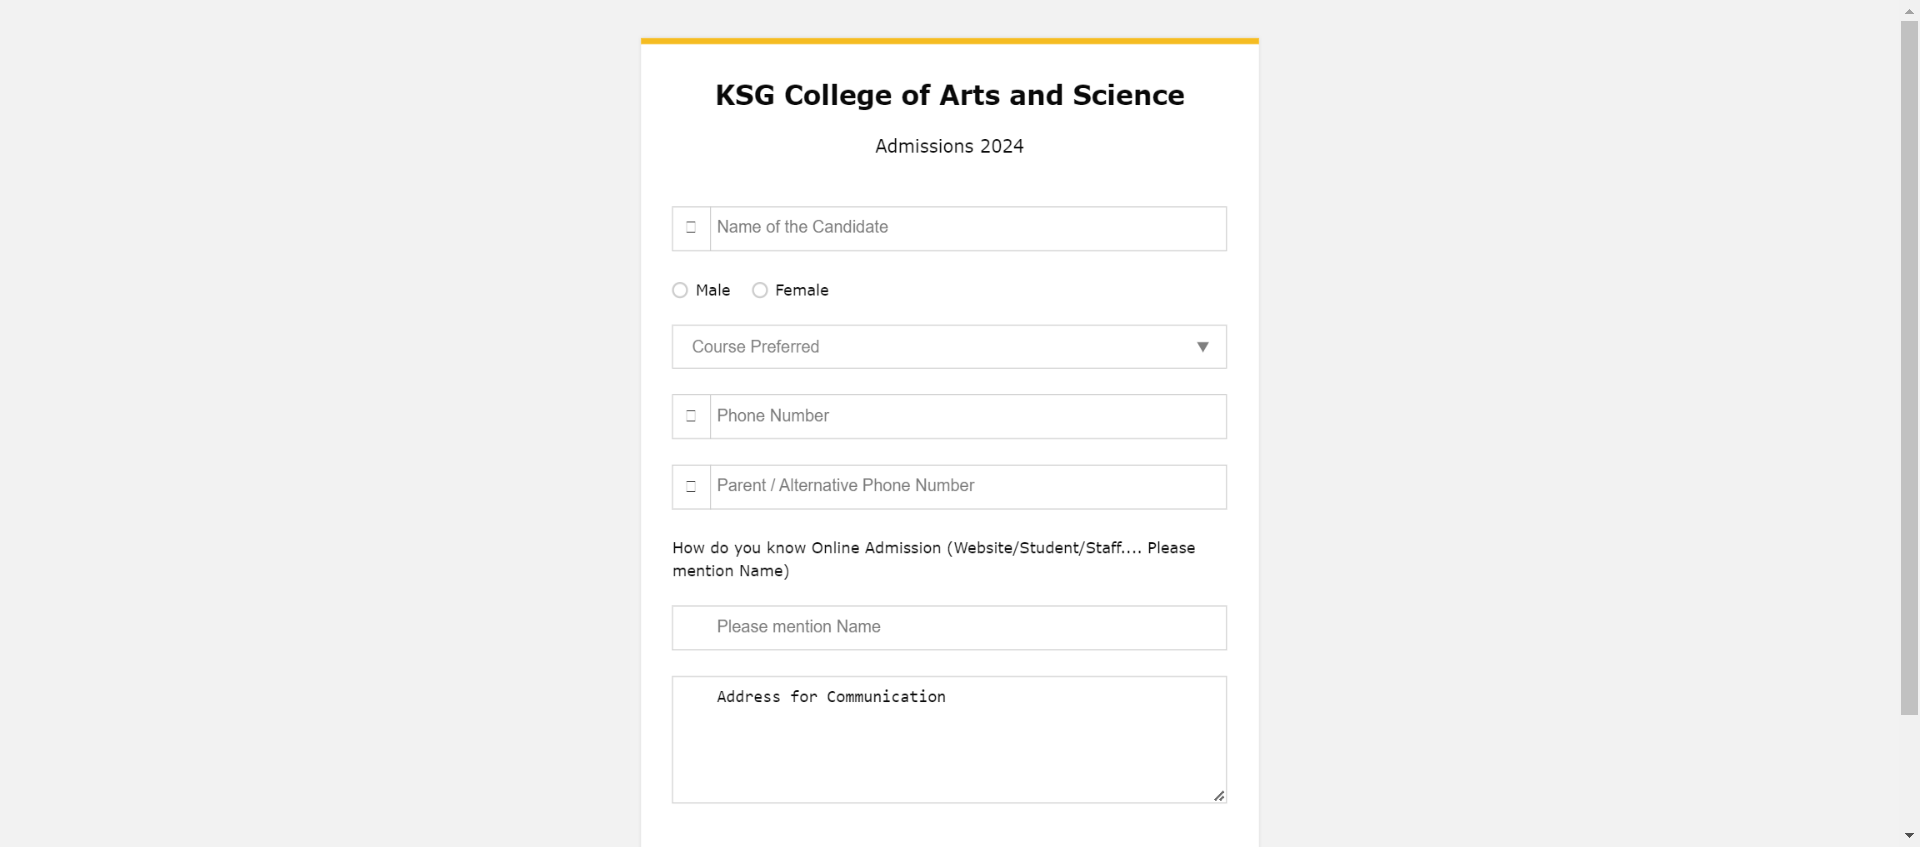 KSG College of Arts and Science
Admissions 2024
Name of the Candidate
Male Female
Course Preferred
Phone Number
Parent / Alternative Phone Number
How do you know Online Admission (Website/Student/Staff.... Please
mention Name)
Please mention Name
Address for Communication